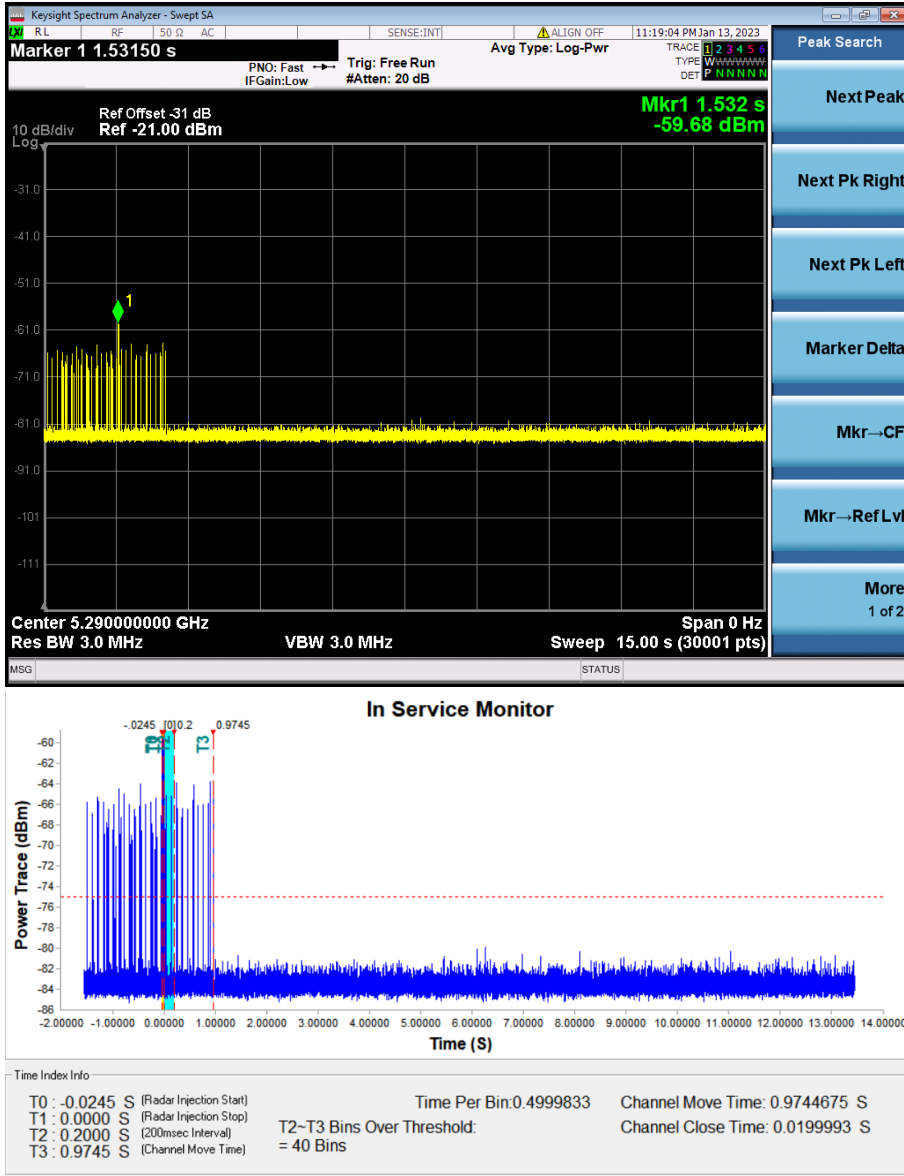 Keysight Spectrum Analyzer - Swept SA
LXI RL RF 50 Ω AC SENSE:INT ALIGN OFF 11:19:04 PM Jan 13, 2023
Marker 1 1.53150 s
PNO: Fast
IFGain:Low
Trig: Free Run
#Atten: 20 dB
Avg Type: Log-Pwr
TRACE 1 2 3 4 5 6
TYPE WWWWWW
DET P N N N N N
Peak Search
Next Peak
Next Pk Right
Next Pk Left
Marker Delta
Mkr→CF
Mkr→Ref Lvl
More
1 of 2
Ref Offset -31 dB
10 dB/div Ref -21.00 dBm
Log
Mkr1 1.532 s
-59.68 dBm
-31.0
-41.0
-51.0
1
-61.0
-71.0
-81.0
-91.0
-101
-111
Center 5.290000000 GHz Span 0 Hz
Res BW 3.0 MHz VBW 3.0 MHz Sweep 15.00 s (30001 pts)
MSG STATUS
In Service Monitor
-.0245 [0]0.2 0.9745
T2 T3
Power Trace (dBm)
-60
-62
-64
-66
-68
-70
-72
-74
-76
-78
-80
-82
-84
-86
-2.00000 -1.00000 0.00000 1.00000 2.00000 3.00000 4.00000 5.00000 6.00000 7.00000 8.00000 9.00000 10.00000 11.00000 12.00000 13.00000 14.00000
Time (S)
Time Index Info
T0 : -0.0245 S (Radar Injection Start)
T1 : 0.0000 S (Radar Injection Stop)
T2 : 0.2000 S (200msec Interval)
T3 : 0.9745 S (Channel Move Time)
Time Per Bin:0.4999833
T2~T3 Bins Over Threshold:
= 40 Bins
Channel Move Time: 0.9744675 S
Channel Close Time: 0.0199993 S